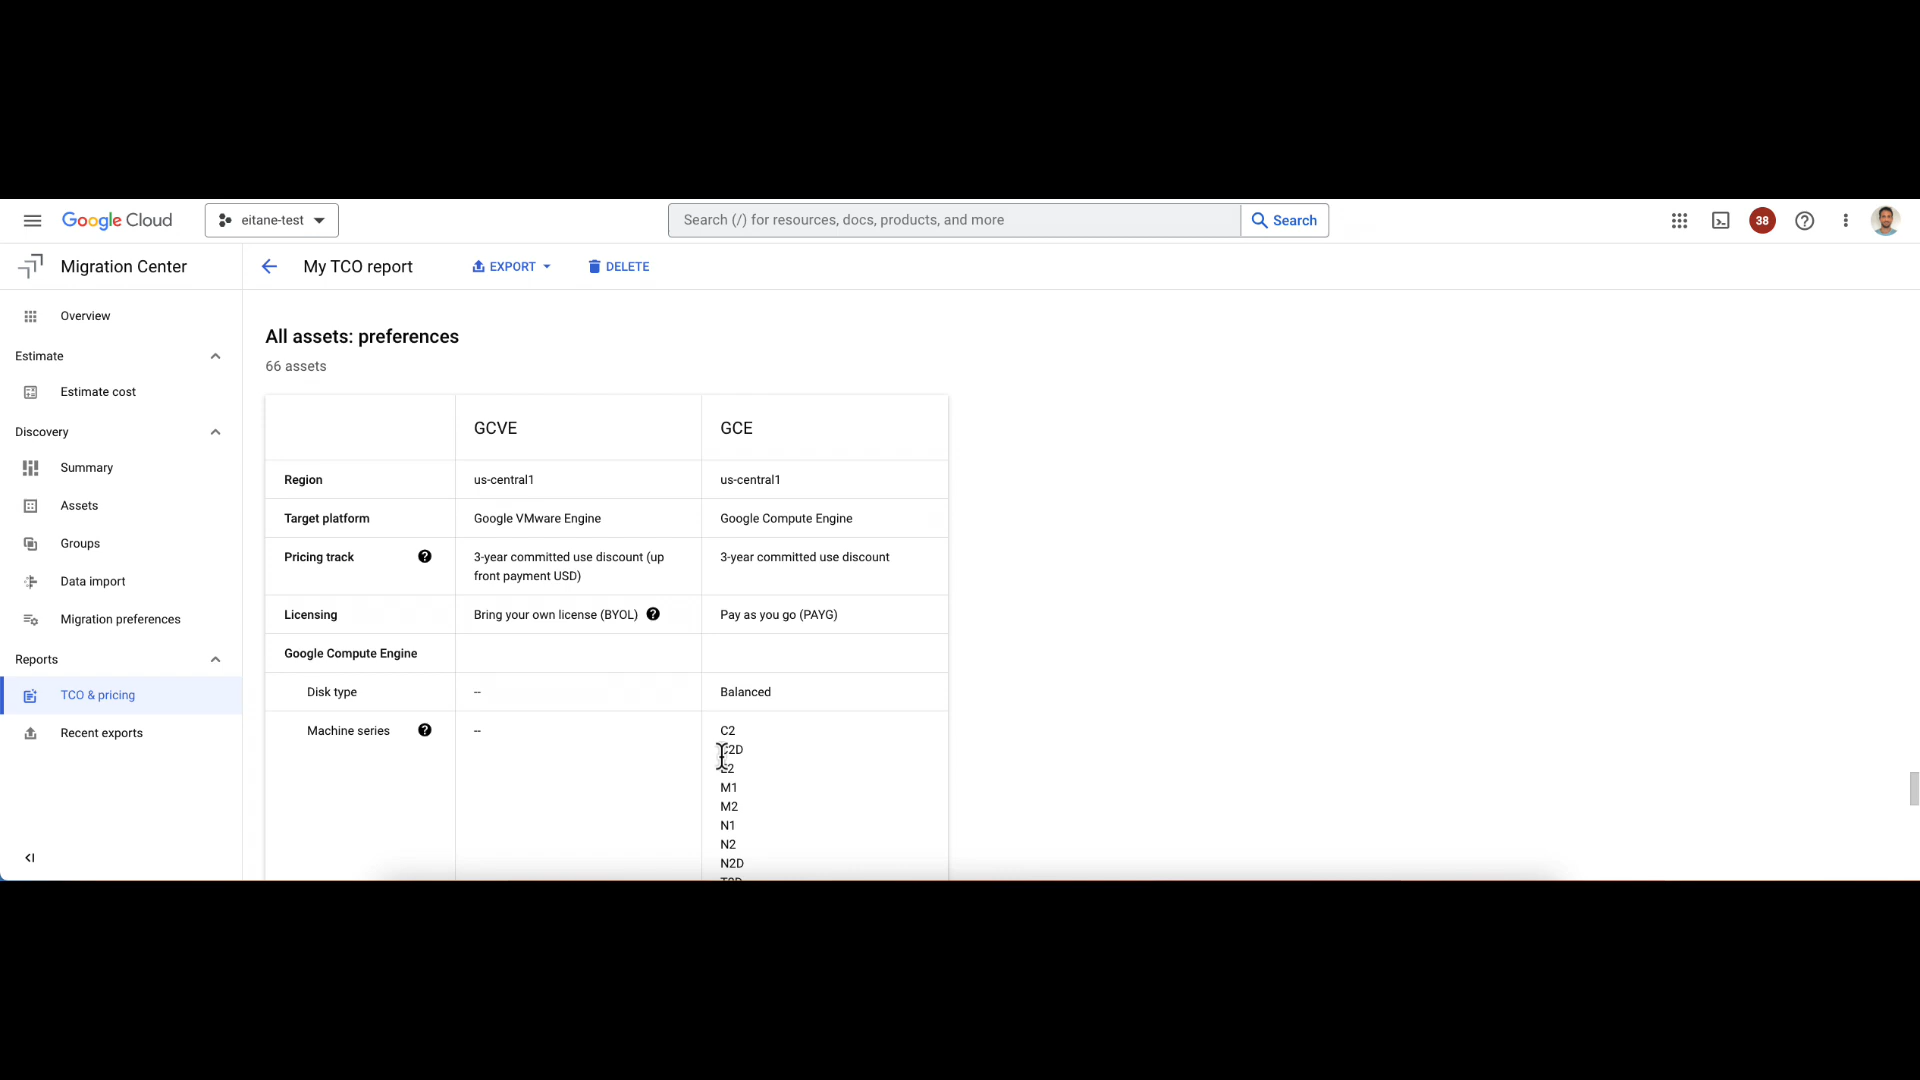 Google Cloud
eitane-test
Search (/) for resources, docs, products, and more
Search
38
Migration Center
My TCO report
EXPORT
DELETE
Overview
Estimate
Estimate cost
Discovery
Summary
Assets
Groups
Data import
Migration preferences
Reports
TCO & pricing
Recent exports
All assets: preferences
66 assets
GCVE
GCE
Region
us-central1
us-central1
Target platform
Google VMware Engine
Google Compute Engine
Pricing track
3-year committed use discount (up
front payment USD)
3-year committed use discount
Licensing
Bring your own license (BYOL)
Pay as you go (PAYG)
Google Compute Engine
Disk type
--
Balanced
Machine series
--
C2
C2D
E2
M1
M2
N1
N2
N2D